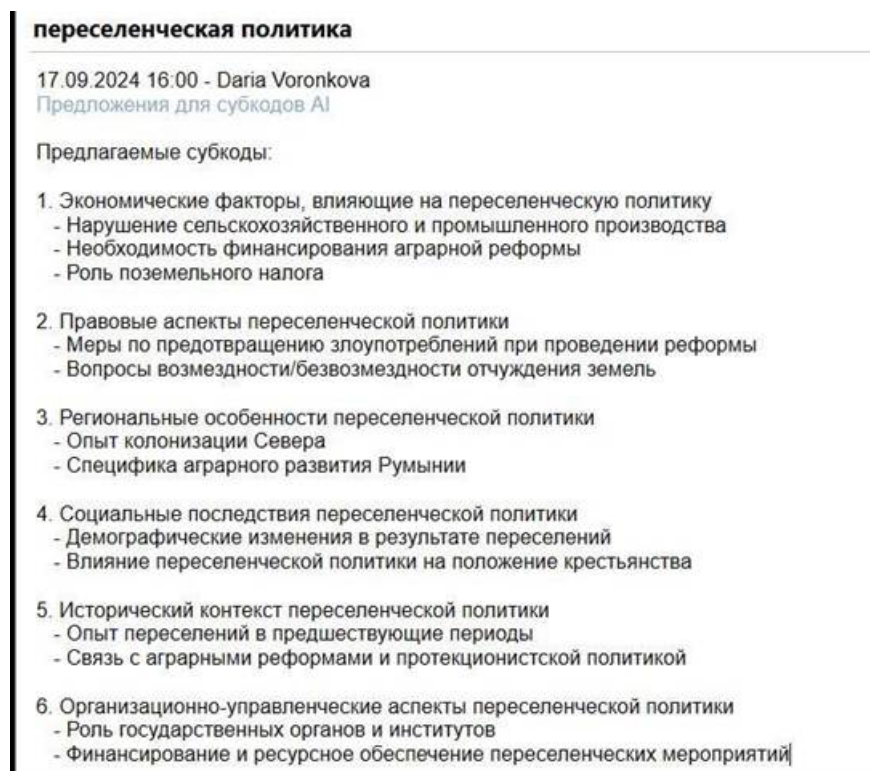 переселенческая политика
17.09.2024 16:00 - Daria Voronkova
Предложения для субкодов AI
Предлагаемые субкоды:
1. Экономические факторы, влияющие на переселенческую политику
- Нарушение сельскохозяйственного и промышленного производства
- Необходимость финансирования аграрной реформы
- Роль поземельного налога
2. Правовые аспекты переселенческой политики
- Меры по предотвращению злоупотреблений при проведении реформы
- Вопросы возмездности/безвозмездности отчуждения земель
3. Региональные особенности переселенческой политики
- Опыт колонизации Севера
- Специфика аграрного развития Румынии
4. Социальные последствия переселенческой политики
- Демографические изменения в результате переселений
- Влияние переселенческой политики на положение крестьянства
5. Исторический контекст переселенческой политики
- Опыт переселений в предшествующие периоды
- Связь с аграрными реформами и протекционистской политикой
6. Организационно-управленческие аспекты переселенческой политики
- Роль государственных органов и институтов
- Финансирование и ресурсное обеспечение переселенческих мероприятий